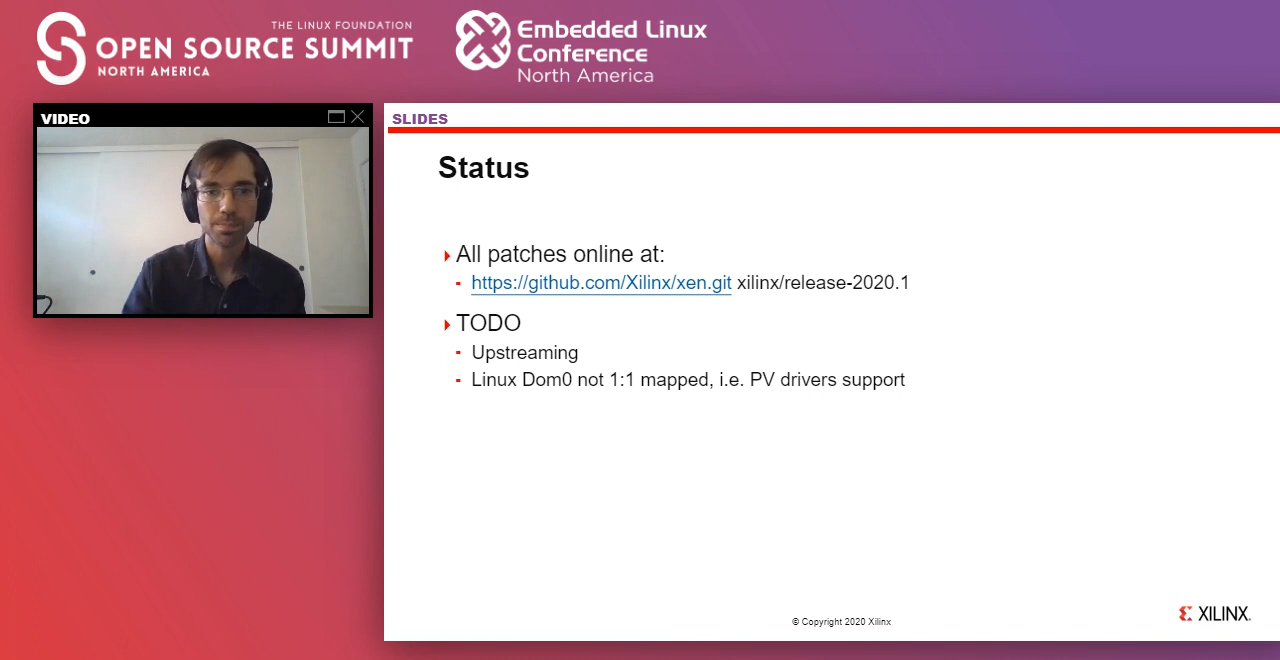 THE LINUX FOUNDATION
OPEN SOURCE SUMMIT
NORTH AMERICA
Embedded Linux
Conference
North America
VIDEO
SLIDES
Status
All patches online at:
- https://github.com/Xilinx/xen.git xilinx/release-2020.1
TODO
- Upstreaming
- Linux Dom0 not 1:1 mapped, i.e. PV drivers support
© Copyright 2020 Xilinx
XILINX.